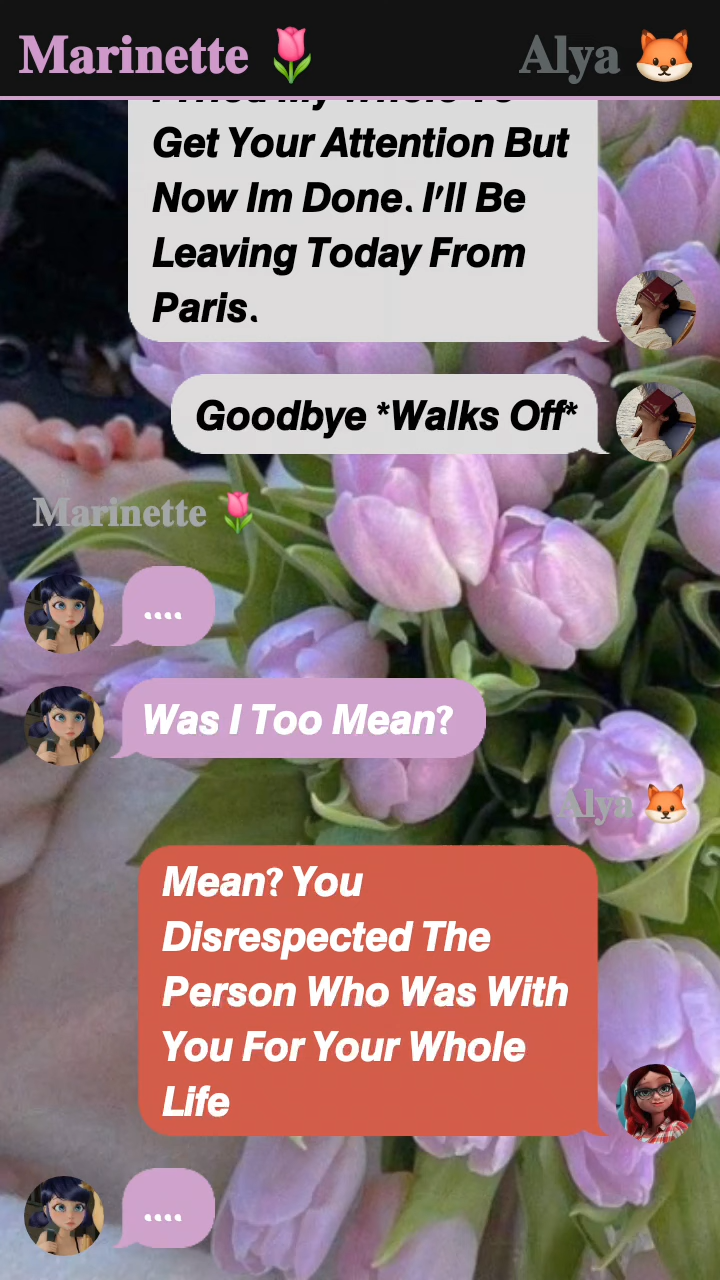 Marinette 🌷
Alya 🦊
Get Your Attention But
Now Im Done. I'll Be
Leaving Today From
Paris.
Goodbye *Walks Off*
Marinette 🌷
....
Was I Too Mean?
Alya 🦊
Mean? You
Disrespected The
Person Who Was With
You For Your Whole
Life
....